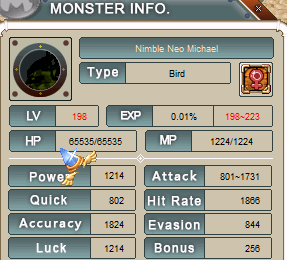 MONSTER INFO.
Nimble Neo Michael
Type Bird
LV 198 EXP 0.01% 198~223
HP 65535/65535 MP 1224/1224
Power 1214 Attack 801~1731
Quick 802 Hit Rate 1866
Accuracy 1824 Evasion 844
Luck 1214 Bonus 256